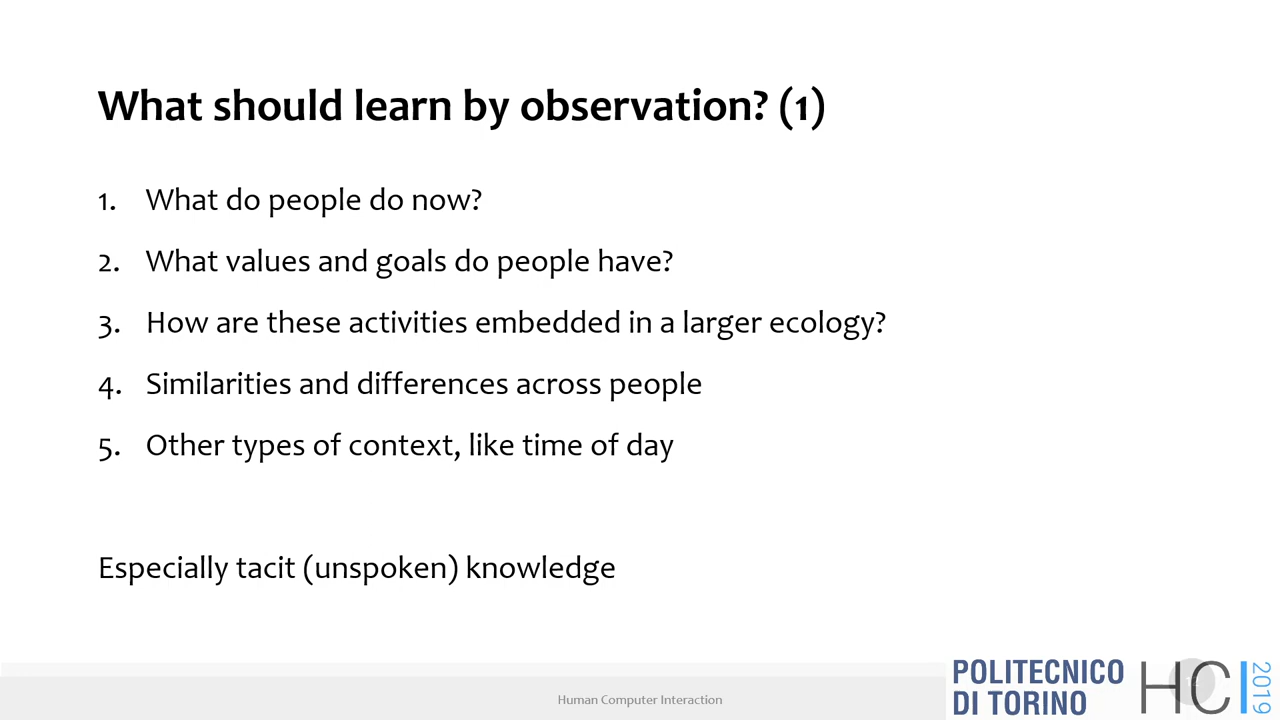 What should learn by observation? (1)
1. What do people do now?
2. What values and goals do people have?
3. How are these activities embedded in a larger ecology?
4. Similarities and differences across people
5. Other types of context, like time of day
Especially tacit (unspoken) knowledge
Human Computer Interaction
POLITECNICO
DI TORINO
HCI
2019